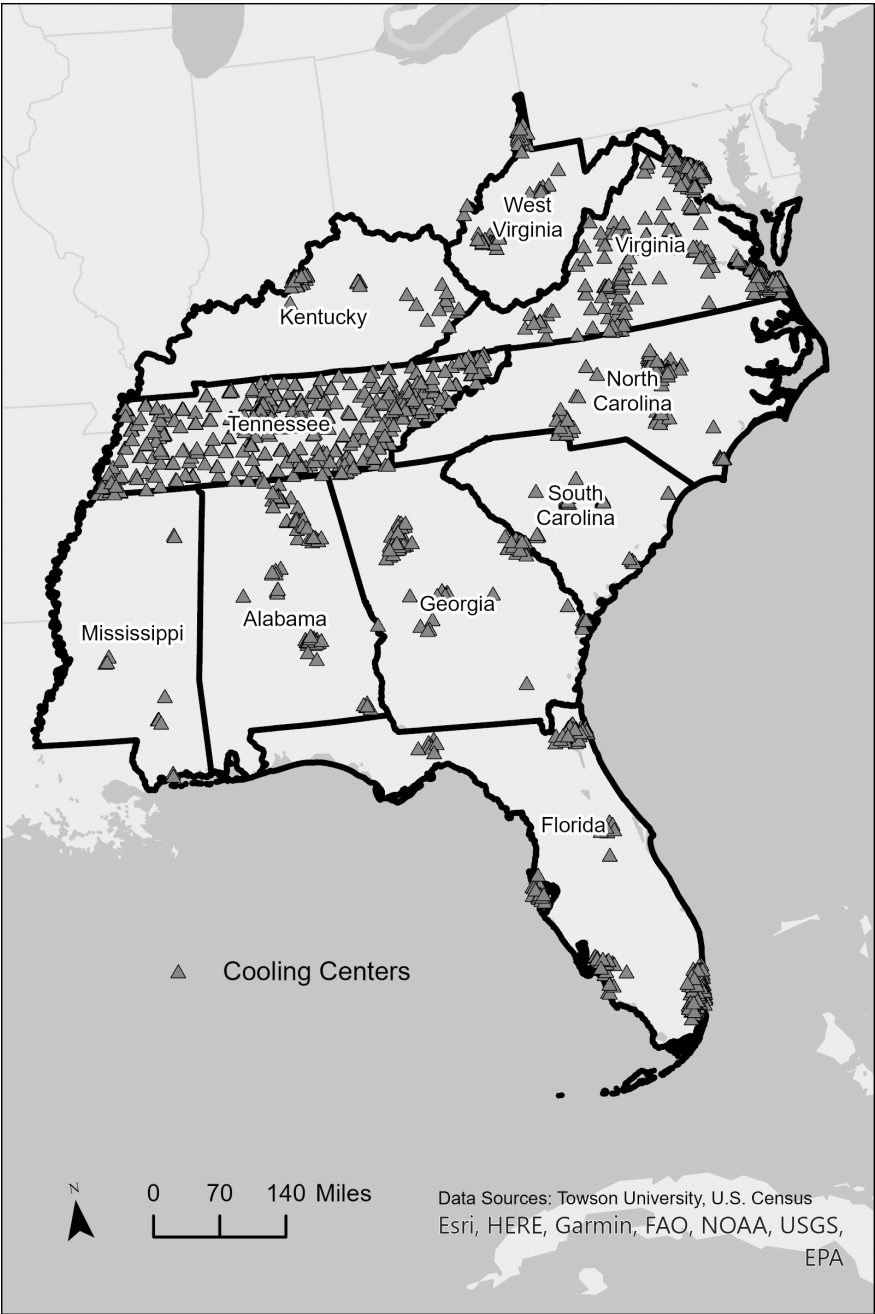 West
Virginia
Virginia
Kentucky
North
Carolina
Tennessee
South
Carolina
Georgia
Alabama
Mississippi
Florida
Cooling Centers
N
0 70 140 Miles
Data Sources: Towson University, U.S. Census
Esri, HERE, Garmin, FAO, NOAA, USGS,
EPA